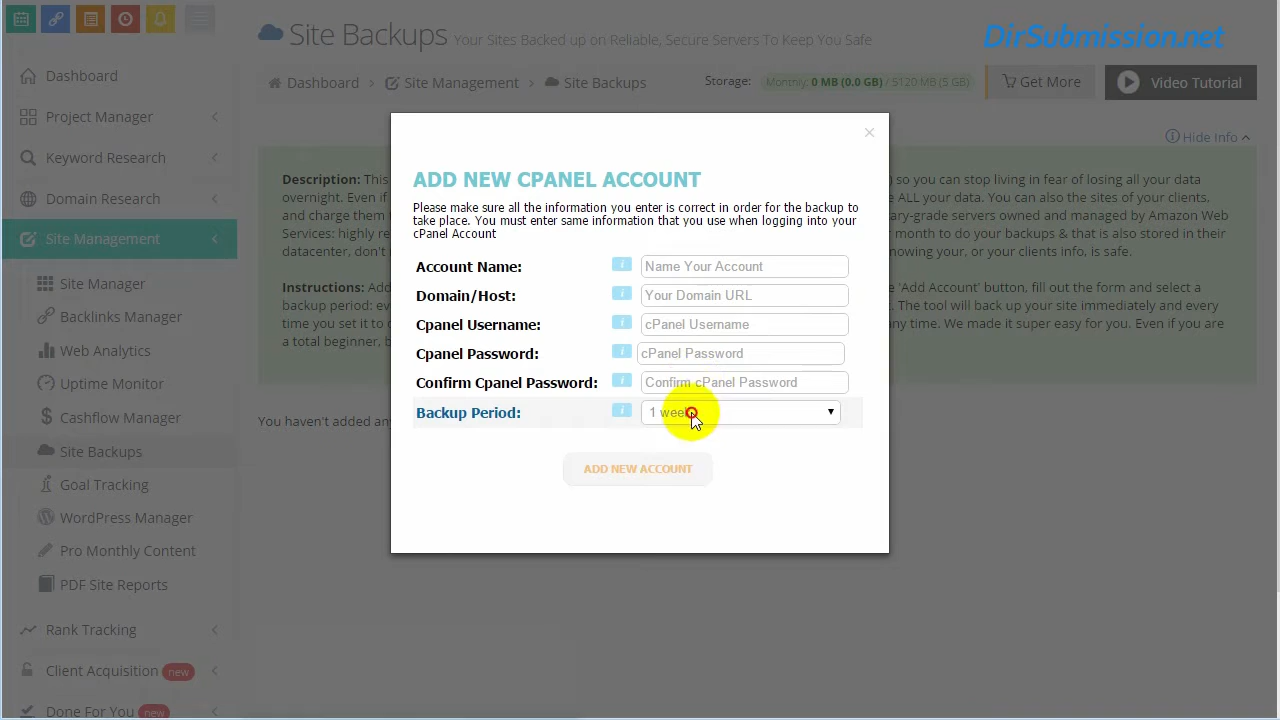 DirSubmission.net
Site Backups Your Sites Backed up on Reliable, Secure Servers To Keep You Safe
Dashboard
Project Manager
Keyword Research
Domain Research
Site Management
Site Manager
Backlinks Manager
Web Analytics
Uptime Monitor
Cashflow Manager
Site Backups
Goal Tracking
WordPress Manager
Pro Monthly Content
PDF Site Reports
Rank Tracking
Client Acquisition new
Done For You new
Dashboard > Site Management > Site Backups
Storage: Monthly: 0 MB (0.0 GB) / 5120 MB (5 GB)
Get More
Video Tutorial
Hide Info
Description: This ) so you can stop living in fear of losing all your data
overnight. Even if ALL your data. You can also the sites of your clients,
and charge them ary-grade servers owned and managed by Amazon Web
Services: highly re month to do your backups & that is also stored in their
datacenter, don't nowing your, or your clients info, is safe.
Instructions: Add 'Add Account' button, fill out the form and select a
backup period: eve . The tool will back up your site immediately and every
time you set it to any time. We made it super easy for you. Even if you are
a total beginner, b
You haven't added any
×
ADD NEW CPANEL ACCOUNT
Please make sure all the information you enter is correct in order for the backup to
take place. You must enter same information that you use when logging into your
cPanel Account
Account Name: i Name Your Account
Domain/Host: i Your Domain URL
Cpanel Username: i cPanel Username
Cpanel Password: i cPanel Password
Confirm Cpanel Password: i Confirm cPanel Password
Backup Period: i 1 week
ADD NEW ACCOUNT